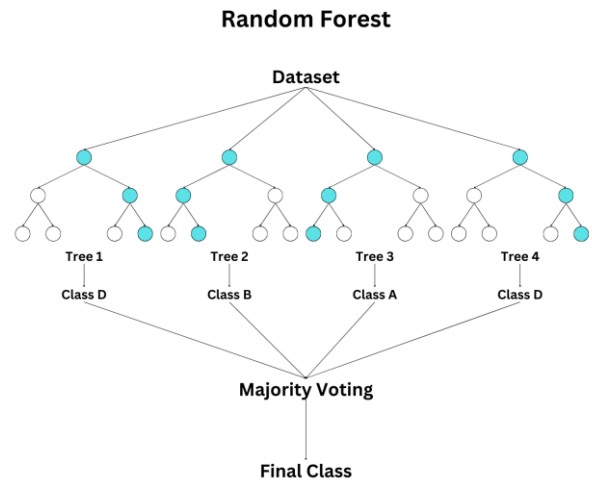 Random Forest
Dataset
Tree 1
Tree 2
Tree 3
Tree 4
Class D
Class B
Class A
Class D
Majority Voting
Final Class